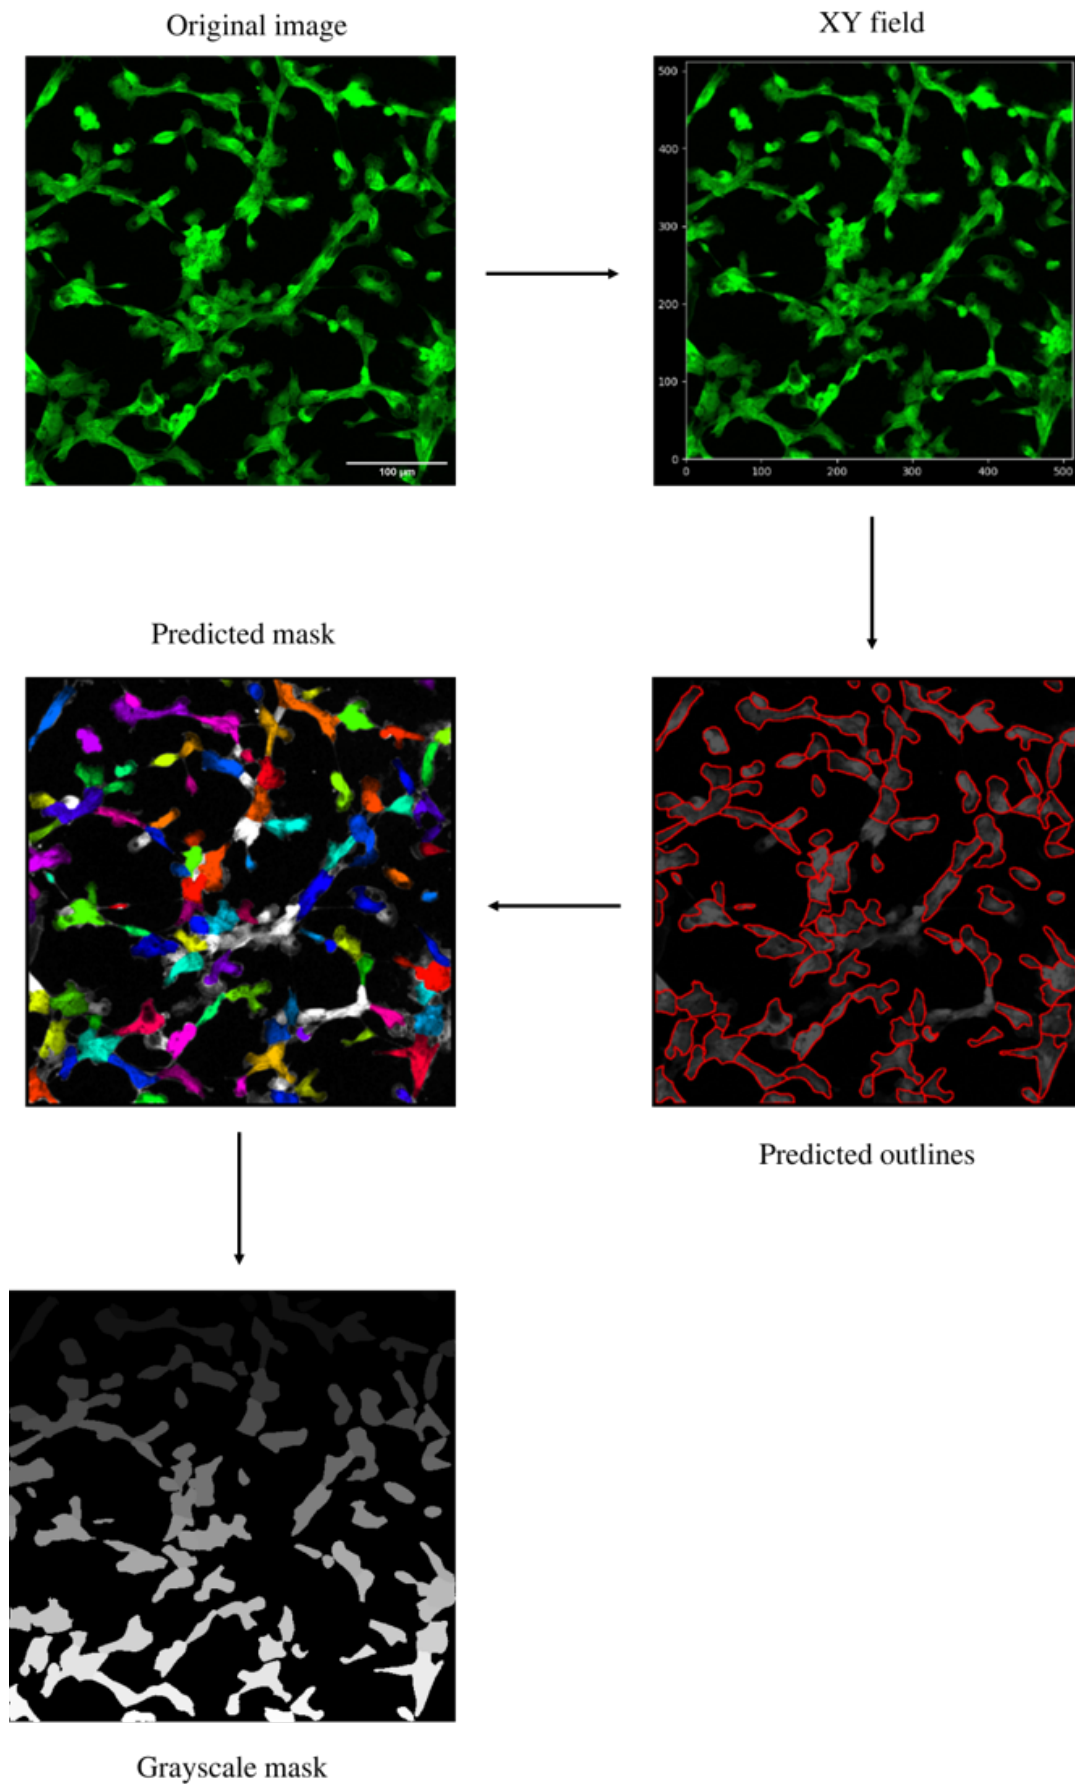 Original image
XY field
100 µm
500
400
300
200
100
0
0 100 200 300 400 500
Predicted mask
Predicted outlines
Grayscale mask